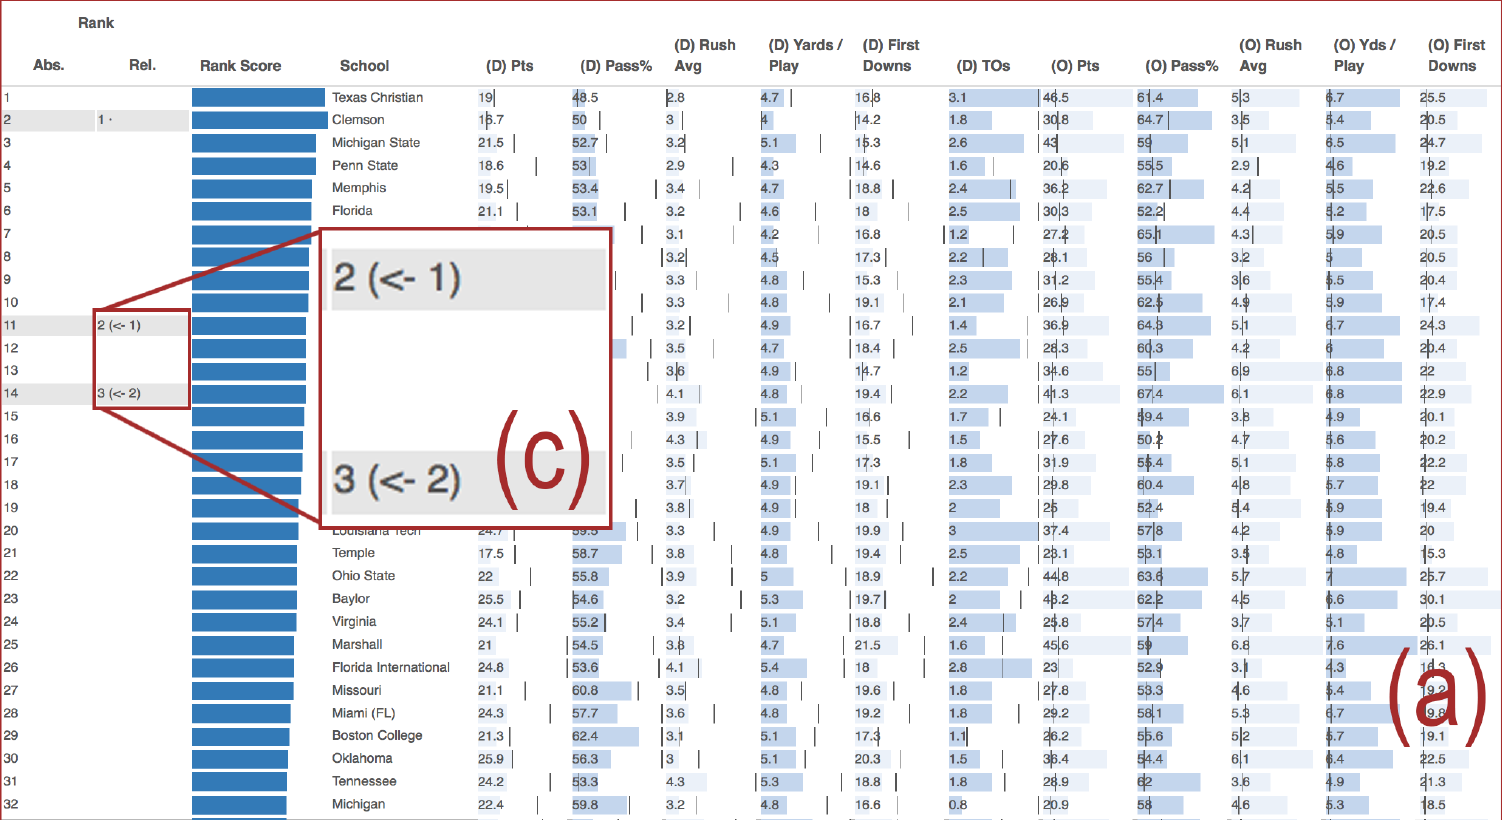 Rank
Abs. Rel. Rank Score School (D) Pts (D) Pass% (D) Rush Avg (D) Yards / Play (D) First Downs (D) TOs (O) Pts (O) Pass% (O) Rush Avg (O) Yds / Play (O) First Downs
1 Texas Christian 19 48.5 2.8 4.7 16.8 3.1 46.5 61.4 5.3 6.7 25.5
2 1 · Clemson 16.7 50 3 4 14.2 1.8 30.8 64.7 3.5 5.4 20.5
3 Michigan State 21.5 52.7 3.2 5.1 15.3 2.6 43 59 5.1 6.5 24.7
4 Penn State 18.6 53 2.9 4.3 14.6 1.6 20.6 55.5 2.9 4.6 19.2
5 Memphis 19.5 53.4 3.4 4.7 18.8 2.4 36.2 62.7 4.2 5.5 22.6
6 Florida 21.1 53.1 3.2 4.6 18 2.5 30.3 52.2 4.4 5.2 17.5
7 3.1 4.2 16.8 1.2 27.2 65.1 4.3 5.9 20.5
8 3.2 4.5 17.3 2.2 28.1 56 3.2 5 20.5
9 3.3 4.8 15.3 2.3 31.2 55.4 3.6 5.5 20.4
10 3.3 4.8 19.1 2.1 26.9 62.5 4.9 5.9 17.4
11 2 (<- 1) 3.2 4.9 16.7 1.4 36.9 64.3 5.1 6.7 24.3
12 3.5 4.7 18.4 2.5 28.3 60.3 4.2 6 20.4
13 3.6 4.9 14.7 1.2 34.6 55 6.9 6.8 22
14 3 (<- 2) 4.1 4.8 19.4 2.2 41.3 67.4 6.1 6.8 22.9
15 3.9 5.1 16.6 1.7 24.1 59.4 3.8 4.9 20.1
16 4.3 4.9 15.5 1.5 27.6 50.2 4.7 5.6 20.2
17 3.5 5.1 17.3 1.8 31.9 55.4 5.1 5.8 22.2
18 3.7 4.9 19.1 2.3 29.8 60.4 4.8 5.7 22
19 3.8 4.9 18 2 25 52.4 5.4 5.9 19.4
2 (<- 1)
3 (<- 2)
(c)
20 Louisiana Tech 24.7 59.5 3.3 4.9 19.9 3 37.4 57.8 4.2 5.9 20
21 Temple 17.5 58.7 3.8 4.8 19.4 2.5 23.1 53.1 3.5 4.8 15.3
22 Ohio State 22 55.8 3.9 5 18.9 2.2 44.8 63.6 5.7 7 25.7
23 Baylor 25.5 54.6 3.2 5.3 19.7 2 48.2 62.2 4.5 6.6 30.1
24 Virginia 24.1 55.2 3.4 5.1 18.8 2.4 25.8 57.4 3.7 5.1 20.5
25 Marshall 21 54.5 3.8 4.7 21.5 1.6 45.6 59 6.8 7.6 26.1
26 Florida International 24.8 53.6 4.1 5.4 18 2.8 23 52.9 3.1 4.3 16.3
27 Missouri 21.1 60.8 3.5 4.8 19.6 1.8 27.8 53.3 4.6 5.4 19.2
28 Miami (FL) 24.3 57.7 3.6 4.8 19.2 1.8 29.2 58.1 5.3 6.7 19.8
29 Boston College 21.3 62.4 3.1 5.1 17.3 1.1 26.2 55.6 5.2 5.7 19.1
30 Oklahoma 25.9 56.3 3 5.1 20.3 1.5 36.4 54.4 6.1 6.4 22.5
31 Tennessee 24.2 53.3 4.3 5.3 18.8 1.8 28.9 62 3.6 4.9 21.3
32 Michigan 22.4 59.8 3.2 4.8 16.6 0.8 20.9 58 4.6 5.3 18.5
(a)